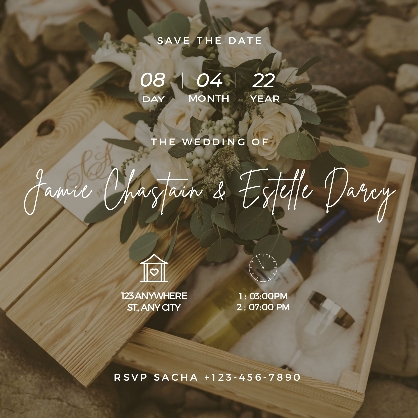 SAVE THE DATE
08 | 04 | 22
DAY MONTH YEAR
THE WEDDING OF
Jamie Chastain & Estelle Darcy
123 ANYWHERE
ST, ANY CITY
1 : 03:00PM
2 : 07:00 PM
RSVP SACHA +123-456-7890